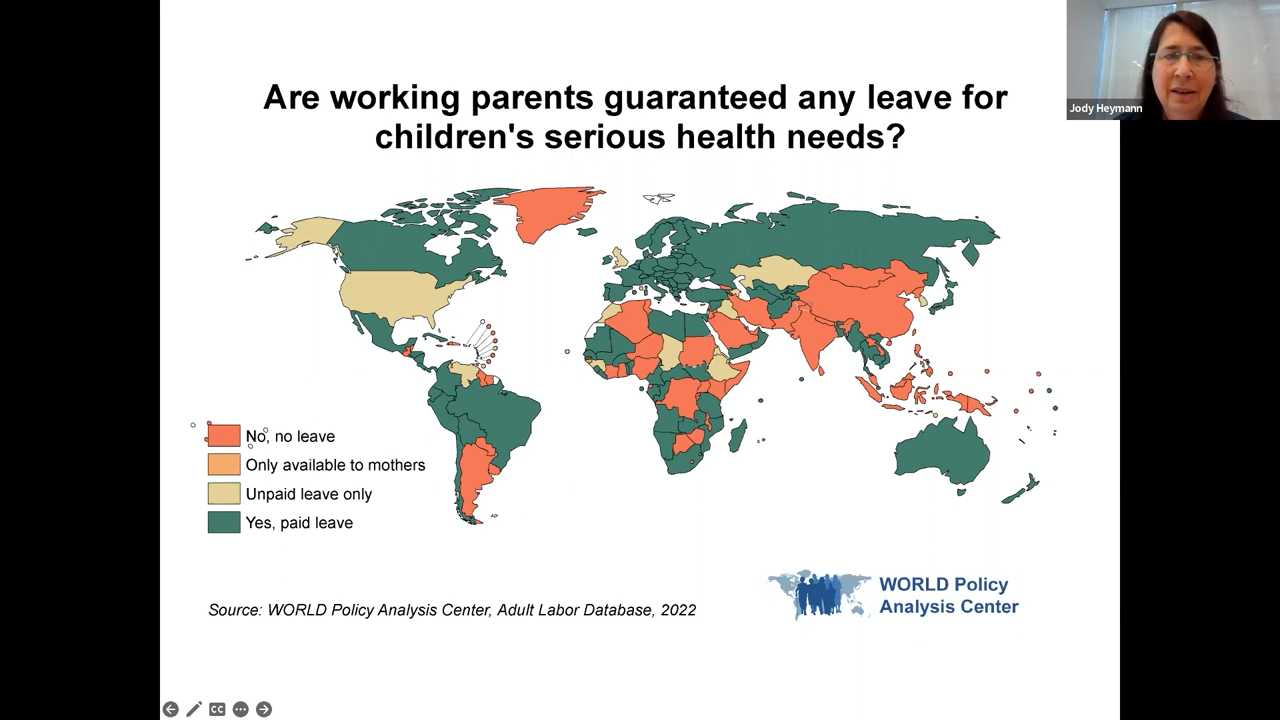 Are working parents guaranteed any leave for
children's serious health needs?
Jody Heymann
No, no leave
Only available to mothers
Unpaid leave only
Yes, paid leave
WORLD Policy
Analysis Center
Source: WORLD Policy Analysis Center, Adult Labor Database, 2022
CC